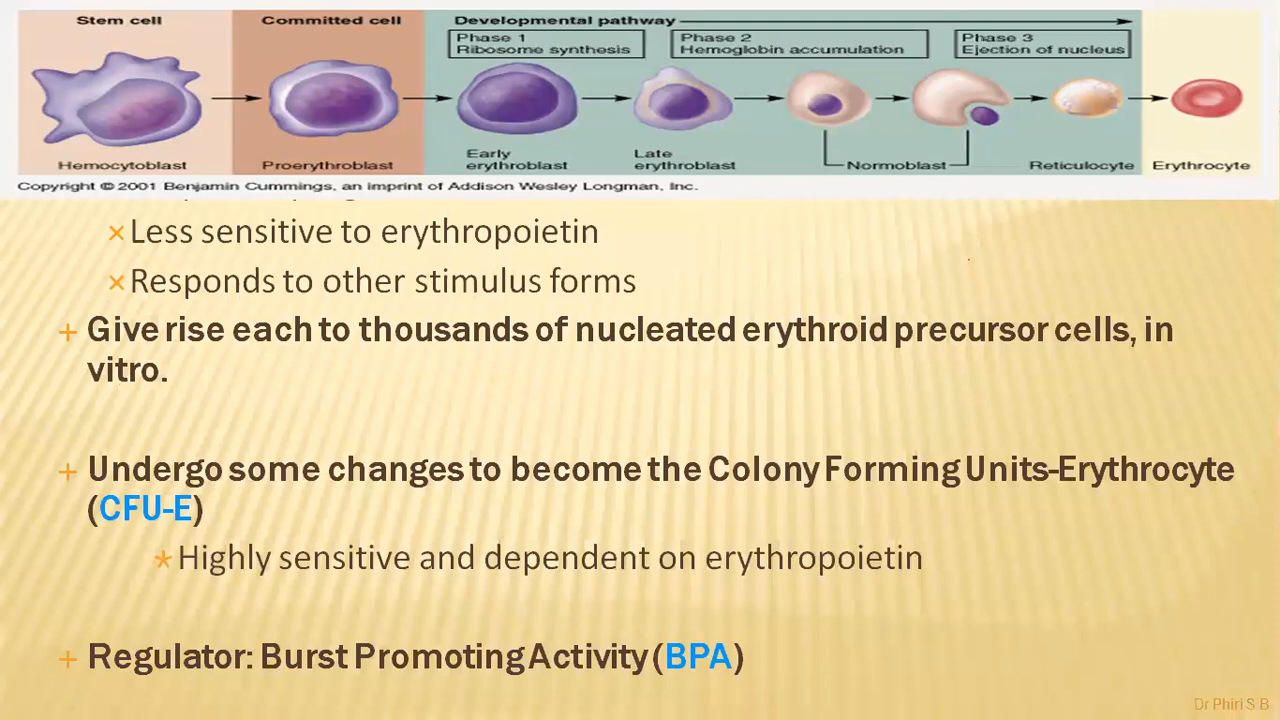 Stem cell
Committed cell
Developmental pathway
Phase 1
Ribosome synthesis
Phase 2
Hemoglobin accumulation
Phase 3
Ejection of nucleus
Hemocytoblast
Proerythroblast
Early
erythroblast
Late
erythroblast
Normoblast
Reticulocyte
Erythrocyte
Copyright © 2001 Benjamin Cummings, an imprint of Addison Wesley Longman, Inc.
Less sensitive to erythropoietin
Responds to other stimulus forms
Give rise each to thousands of nucleated erythroid precursor cells, in
vitro.
Undergo some changes to become the Colony Forming Units-Erythrocyte
(CFU-E)
Highly sensitive and dependent on erythropoietin
Regulator: Burst Promoting Activity (BPA)
Dr Phiri S B